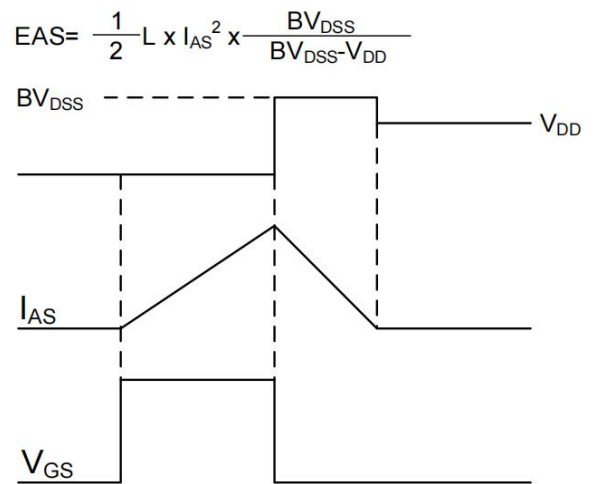 EAS= 1/2 L x IAS² x BVDSS/(BVDSS-VDD)
BVDSS
VDD
IAS
VGS